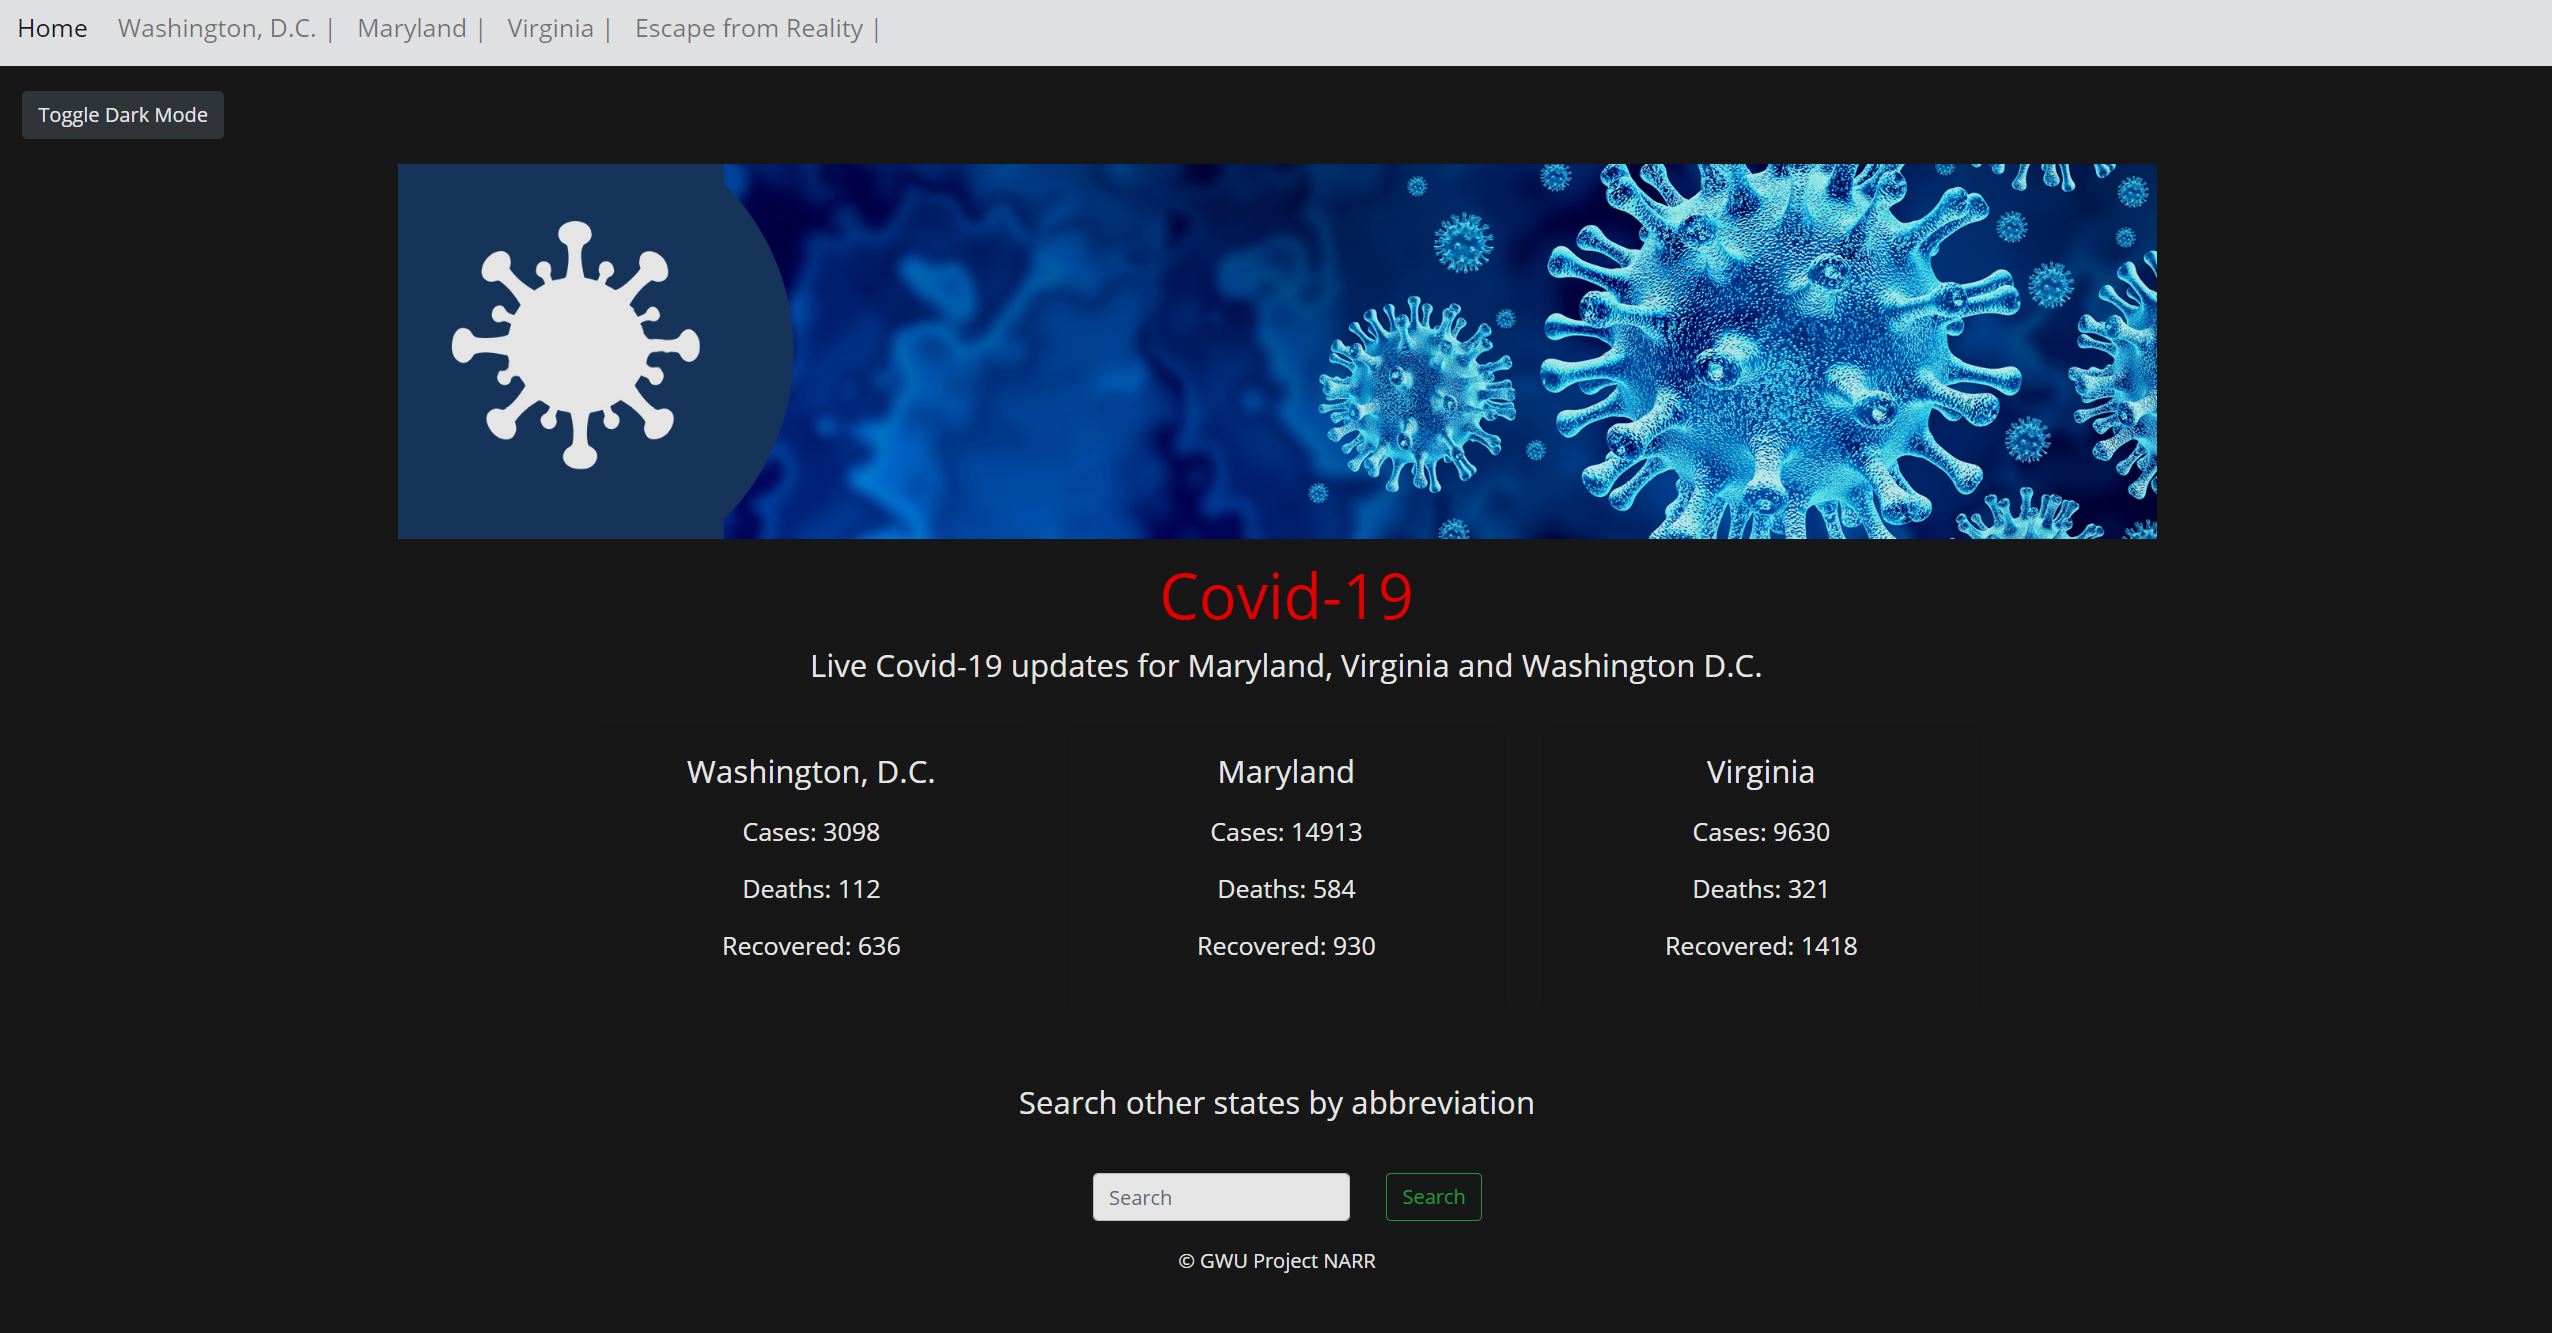 Home Washington, D.C. | Maryland | Virginia | Escape from Reality |
Toggle Dark Mode
Covid-19
Live Covid-19 updates for Maryland, Virginia and Washington D.C.
Washington, D.C.
Cases: 3098
Deaths: 112
Recovered: 636
Maryland
Cases: 14913
Deaths: 584
Recovered: 930
Virginia
Cases: 9630
Deaths: 321
Recovered: 1418
Search other states by abbreviation
Search Search
© GWU Project NARR